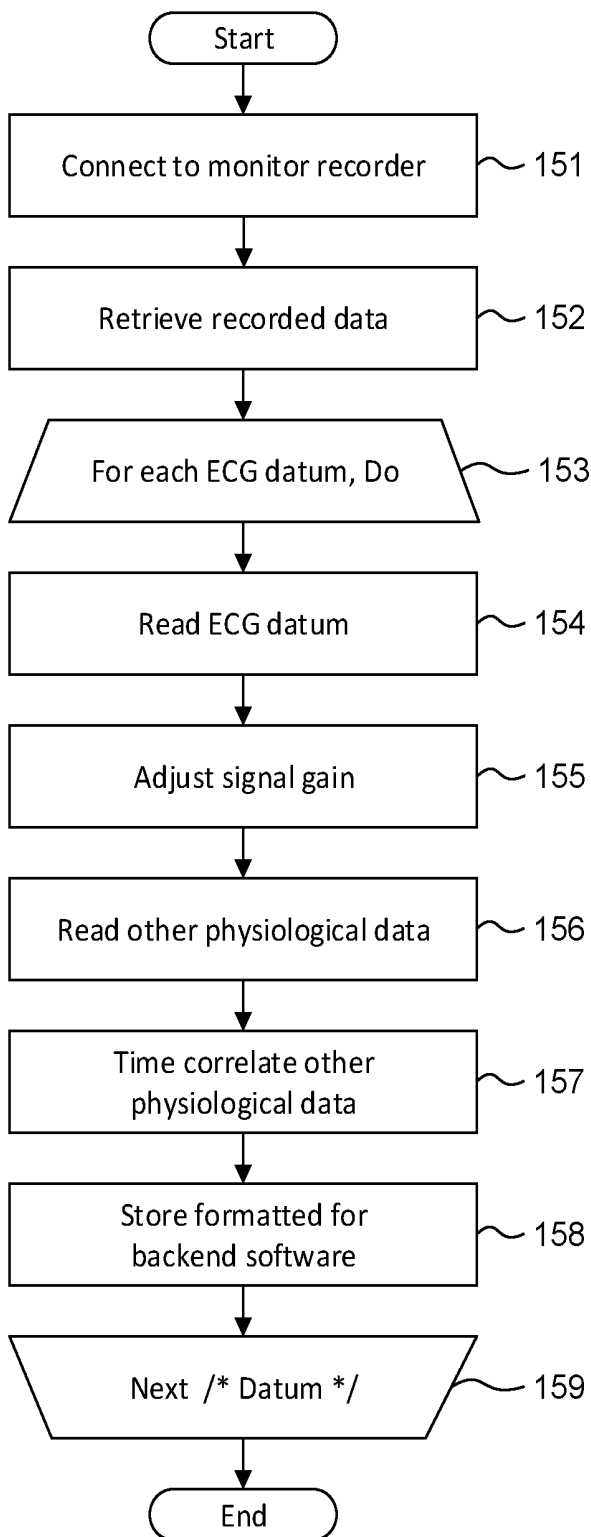 Start
Connect to monitor recorder
151
Retrieve recorded data
152
For each ECG datum, Do
153
Read ECG datum
154
Adjust signal gain
155
Read other physiological data
156
Time correlate other
physiological data
157
Store formatted for
backend software
158
Next /* Datum */
159
End